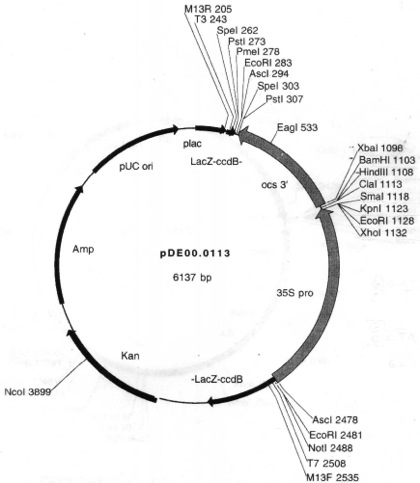 M13R 205
T3 243
SpeI 262
PstI 273
PmeI 278
EcoRI 283
AscI 294
SpeI 303
PstI 307
EagI 533
plac
LacZ-ccdB-
pUC ori
ocs 3'
XbaI 1098
BamHI 1103
HindIII 1108
ClaI 1113
SmaI 1118
KpnI 1123
EcoRI 1128
XhoI 1132
Amp
pDE00.0113
6137 bp
35S pro
Kan
-LacZ-ccdB
NcoI 3899
AscI 2478
EcoRI 2481
NotI 2488
T7 2508
M13F 2535